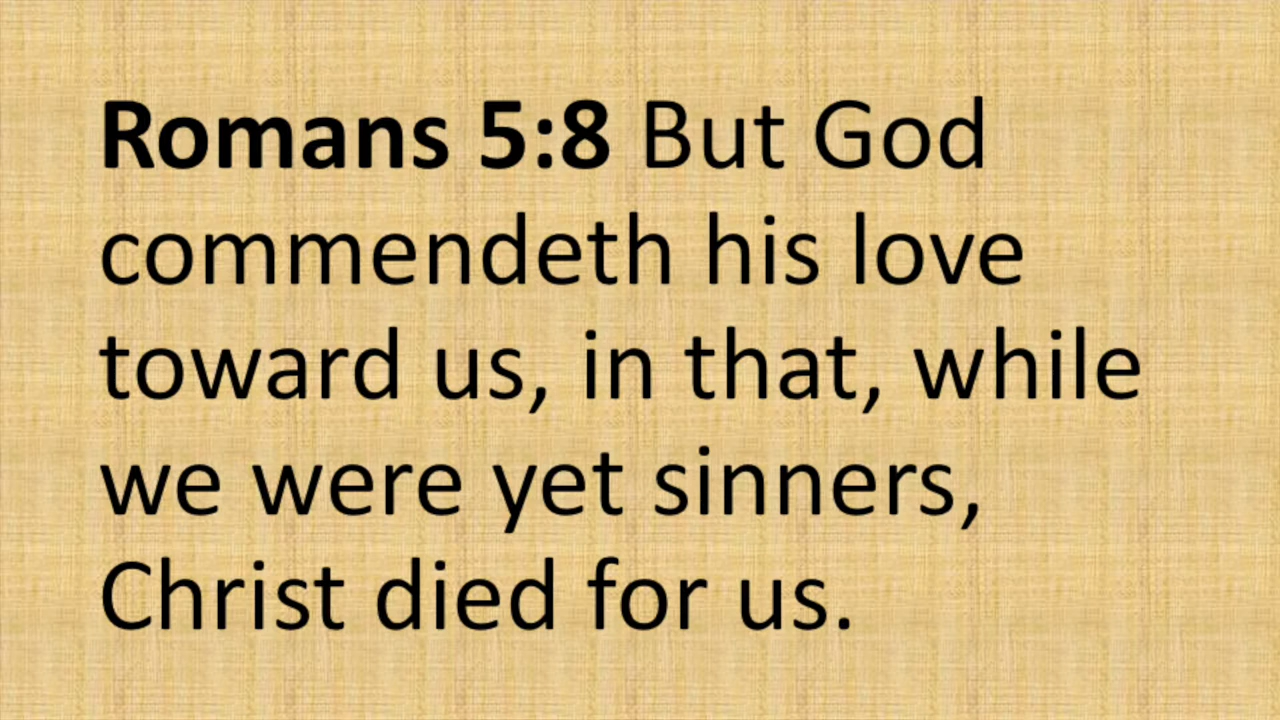 Romans 5:8 But God
commendeth his love
toward us, in that, while
we were yet sinners,
Christ died for us.